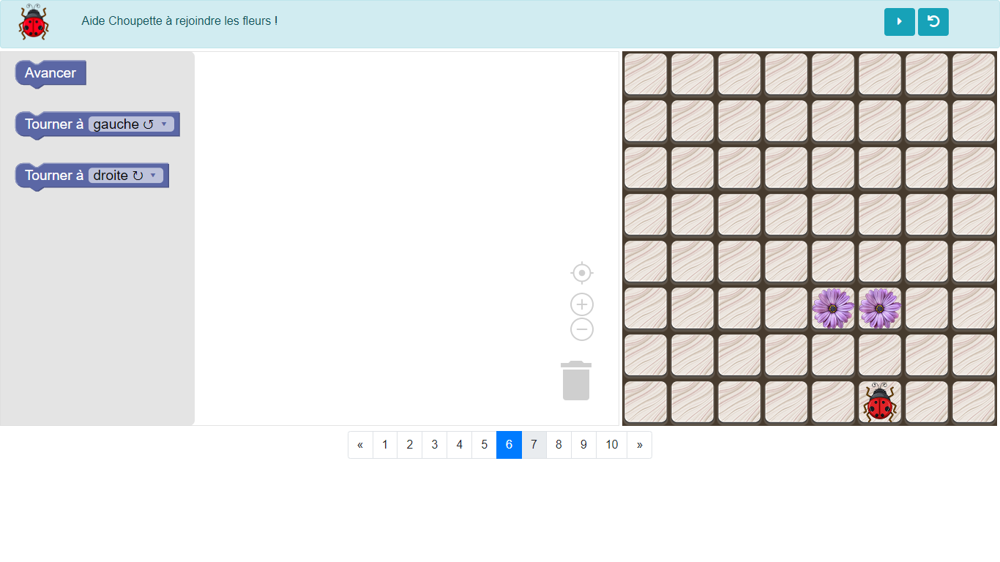 Aide Choupette à rejoindre les fleurs !
Avancer
Tourner à gauche ↺ ▾
Tourner à droite ↻ ▾
« 1 2 3 4 5 6 7 8 9 10 »